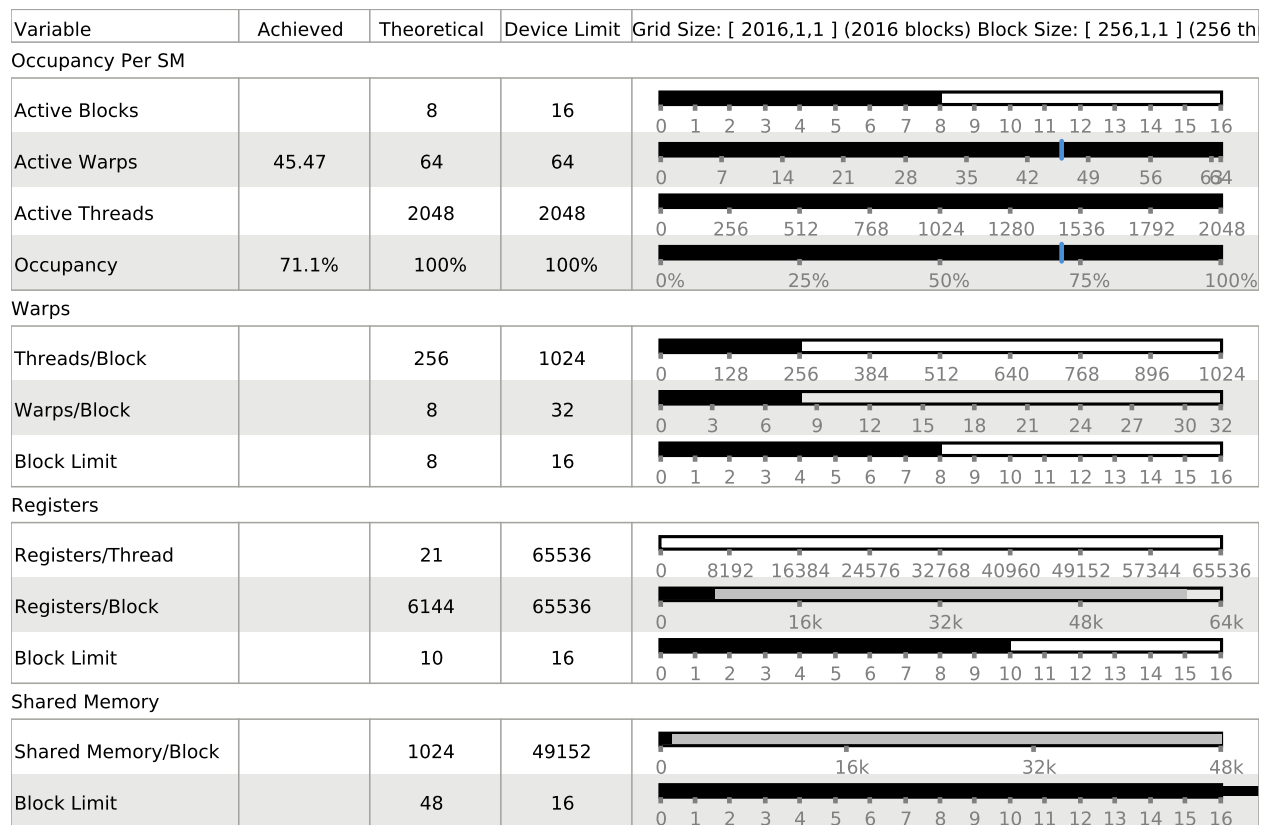 Variable Achieved Theoretical Device Limit Grid Size: [ 2016,1,1 ] (2016 blocks) Block Size: [ 256,1,1 ] (256 th
Occupancy Per SM
Active Blocks 8 16
0 1 2 3 4 5 6 7 8 9 10 11 12 13 14 15 16
Active Warps 45.47 64 64
0 7 14 21 28 35 42 49 56 63 64
Active Threads 2048 2048
0 256 512 768 1024 1280 1536 1792 2048
Occupancy 71.1% 100% 100%
0% 25% 50% 75% 100%
Warps
Threads/Block 256 1024
0 128 256 384 512 640 768 896 1024
Warps/Block 8 32
0 3 6 9 12 15 18 21 24 27 30 32
Block Limit 8 16
0 1 2 3 4 5 6 7 8 9 10 11 12 13 14 15 16
Registers
Registers/Thread 21 65536
0 8192 16384 24576 32768 40960 49152 57344 65536
Registers/Block 6144 65536
0 16k 32k 48k 64k
Block Limit 10 16
0 1 2 3 4 5 6 7 8 9 10 11 12 13 14 15 16
Shared Memory
Shared Memory/Block 1024 49152
0 16k 32k 48k
Block Limit 48 16
0 1 2 3 4 5 6 7 8 9 10 11 12 13 14 15 16